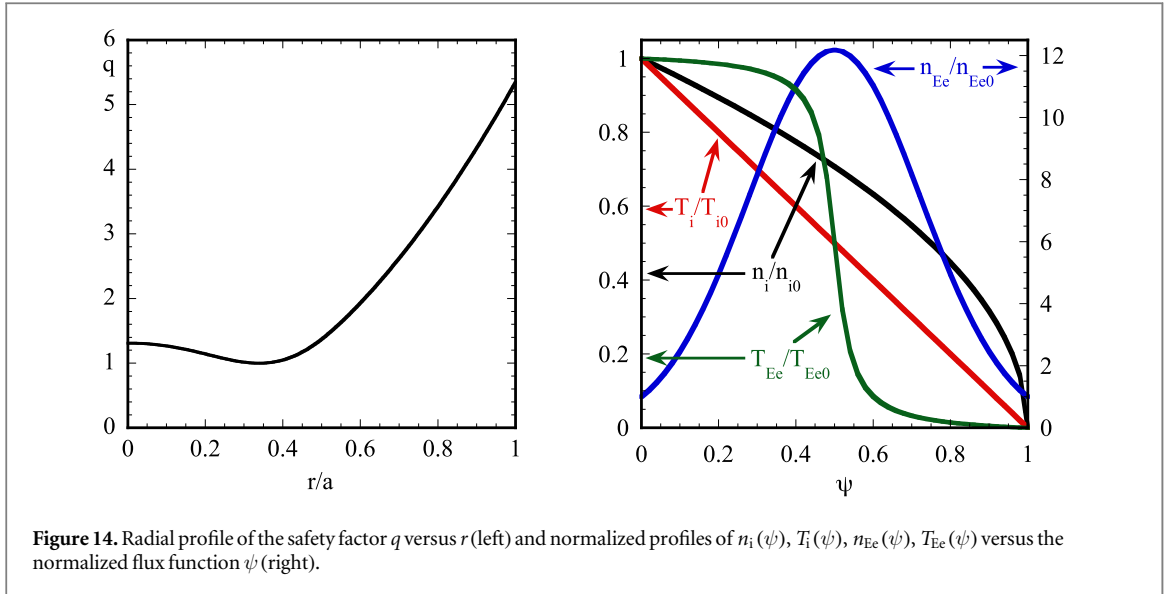 6
q
5
4
3
2
1
0
0 0.2 0.4 0.6 0.8 1
r/a
1
0.8
0.6
0.4
0.2
0
12
10
8
6
4
2
0
n_Ee/n_Ee0
T_i/T_i0
n_i/n_i0
T_Ee/T_Ee0
0 0.2 0.4 0.6 0.8 1
ψ
Figure 14. Radial profile of the safety factor q versus r (left) and normalized profiles of n_i(ψ), T_i(ψ), n_Ee(ψ), T_Ee(ψ) versus the
normalized flux function ψ (right).